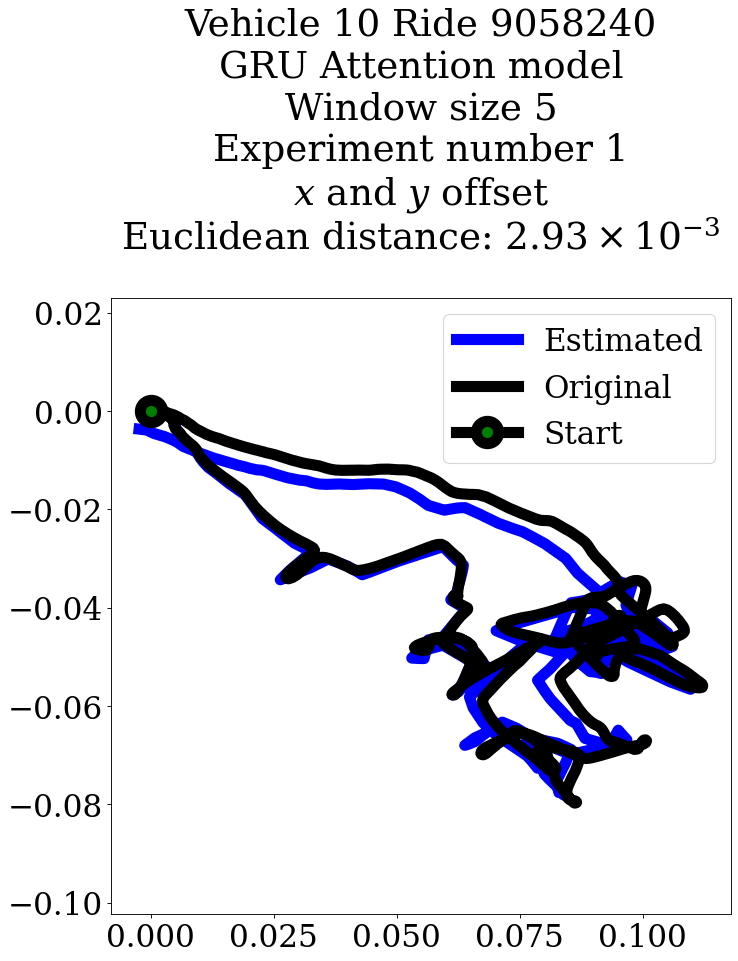 Vehicle 10 Ride 9058240
GRU Attention model
Window size 5
Experiment number 1
x and y offset
Euclidean distance: 2.93 × 10⁻³
Estimated
Original
Start
0.02
0.00
−0.02
−0.04
−0.06
−0.08
−0.10
0.000 0.025 0.050 0.075 0.100